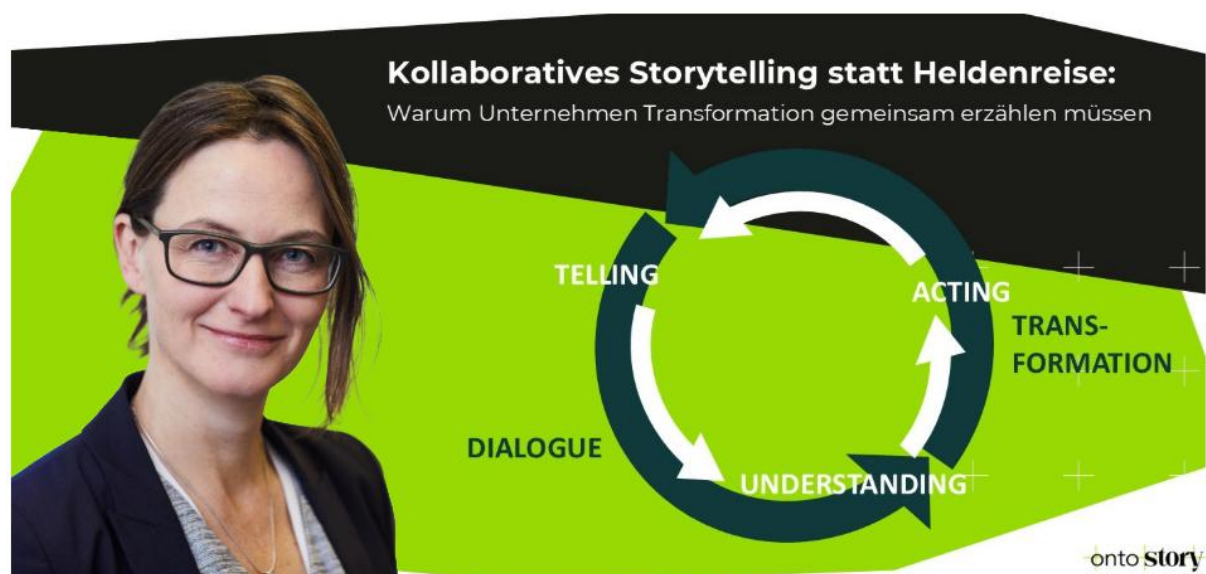 Kollaboratives Storytelling statt Heldenreise:
Warum Unternehmen Transformation gemeinsam erzählen müssen
TELLING
ACTING
TRANS-
FORMATION
DIALOGUE
UNDERSTANDING
onto story